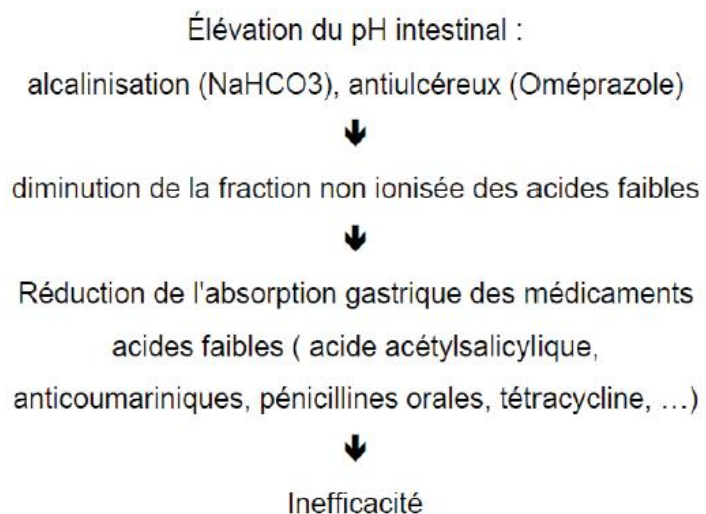 Élévation du pH intestinal :
alcalinisation (NaHCO3), antiulcéreux (Oméprazole)
🡻
diminution de la fraction non ionisée des acides faibles
🡻
Réduction de l'absorption gastrique des médicaments
acides faibles ( acide acétylsalicylique,
anticoumariniques, pénicillines orales, tétracycline, …)
🡻
Inefficacité